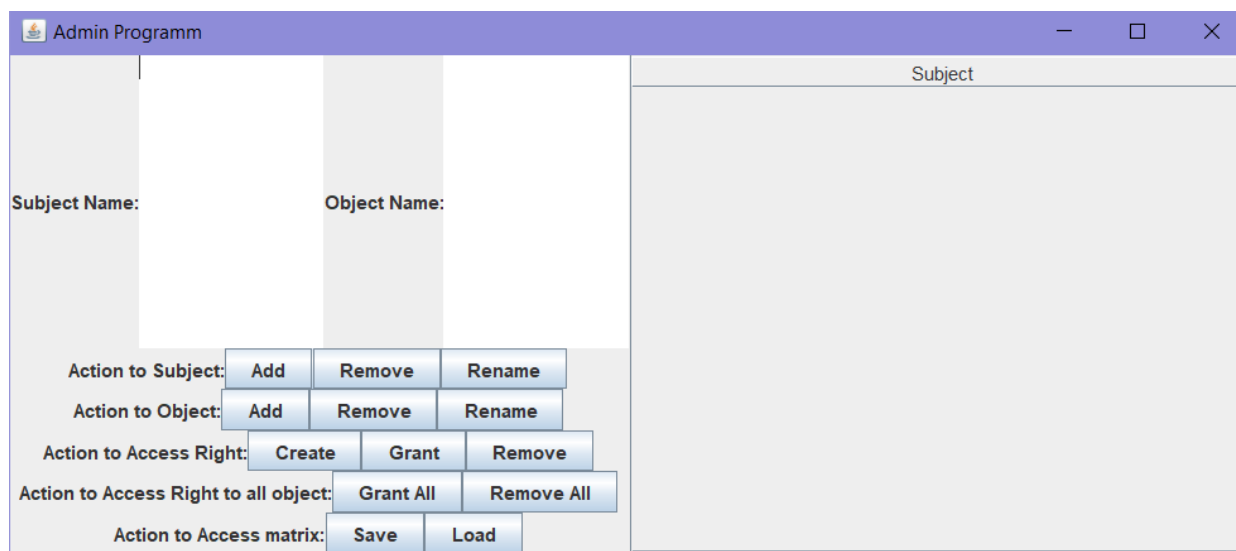 Admin Programm
Subject
Subject Name: Object Name:
Action to Subject: Add Remove Rename
Action to Object: Add Remove Rename
Action to Access Right: Create Grant Remove
Action to Access Right to all object: Grant All Remove All
Action to Access matrix: Save Load